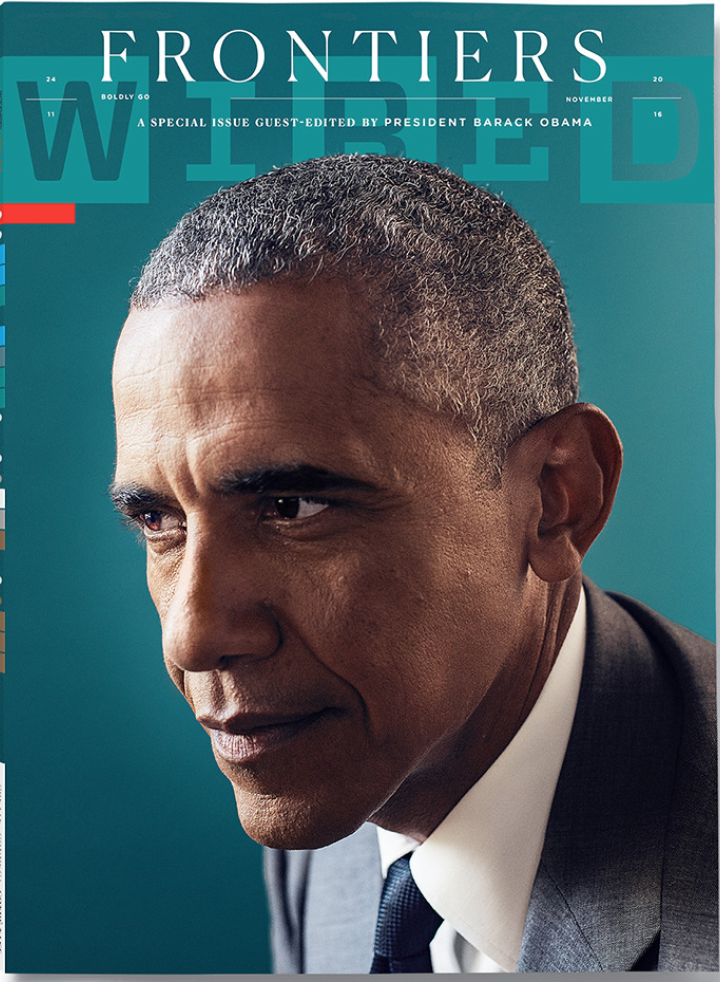 FRONTIERS
WIRED
24
11
BOLDLY GO
NOVEMBER
20
16
A SPECIAL ISSUE GUEST-EDITED BY PRESIDENT BARACK OBAMA